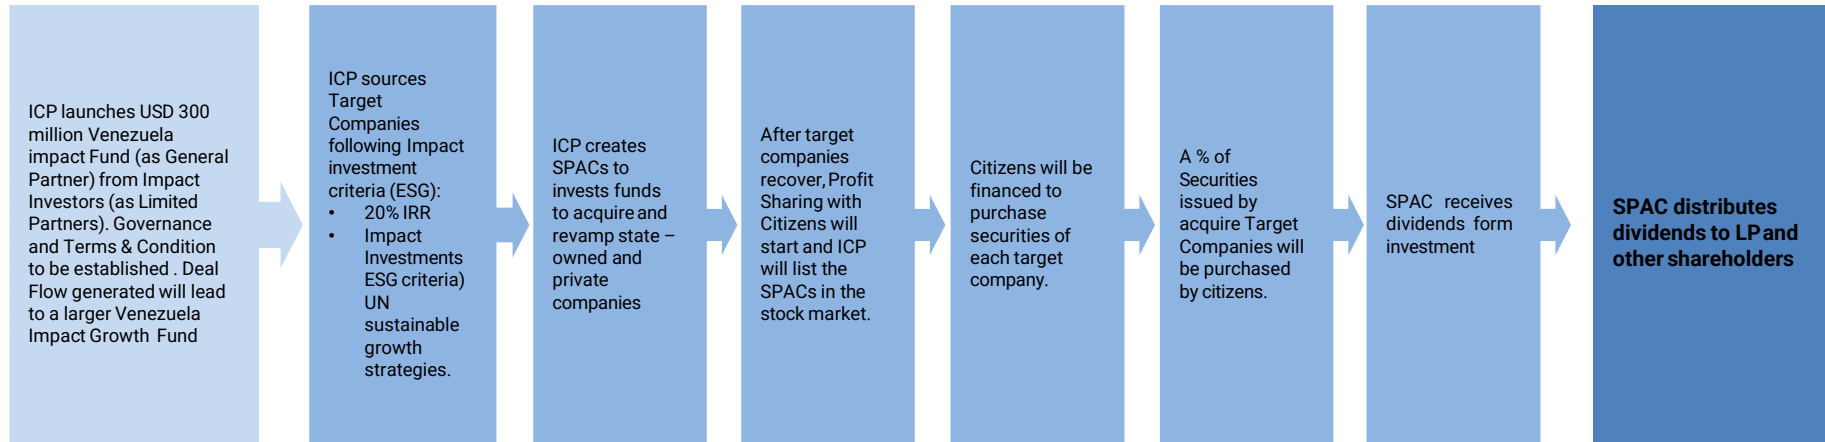 ICP launches USD 300
million Venezuela
impact Fund (as General
Partner) from Impact
Investors (as Limited
Partners). Governance
and Terms & Condition
to be established . Deal
Flow generated will lead
to a larger Venezuela
Impact Growth Fund
ICP sources
Target
Companies
following Impact
investment
criteria (ESG):
• 20% IRR
• Impact
Investments
ESG criteria)
UN
sustainable
growth
strategies.
ICP creates
SPACs to
invests funds
to acquire and
revamp state –
owned and
private
companies
After target
companies
recover, Profit
Sharing with
Citizens will
start and ICP
will list the
SPACs in the
stock market.
Citizens will be
financed to
purchase
securities of
each target
company.
A % of
Securities
issued by
acquire Target
Companies will
be purchased
by citizens.
SPAC receives
dividends form
investment
SPAC distributes
dividends to LP and
other shareholders